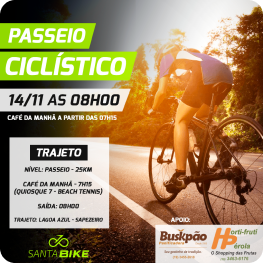 PASSEIO
CICLÍSTICO
14/11 AS 08H00
CAFÉ DA MANHÃ A PARTIR DAS 07H15
TRAJETO
NÍVEL: PASSEIO - 25KM
CAFÉ DA MANHÃ - 7H15
(QUIOSQUE 7 - BEACH TENNIS)
SAÍDA: 08H00
TRAJETO: LAGOA AZUL - SAPEZEIRO
SANTABIKE
APOIO:
Buskpão
Horti-fruti
Perola
O Shopping das Frutas